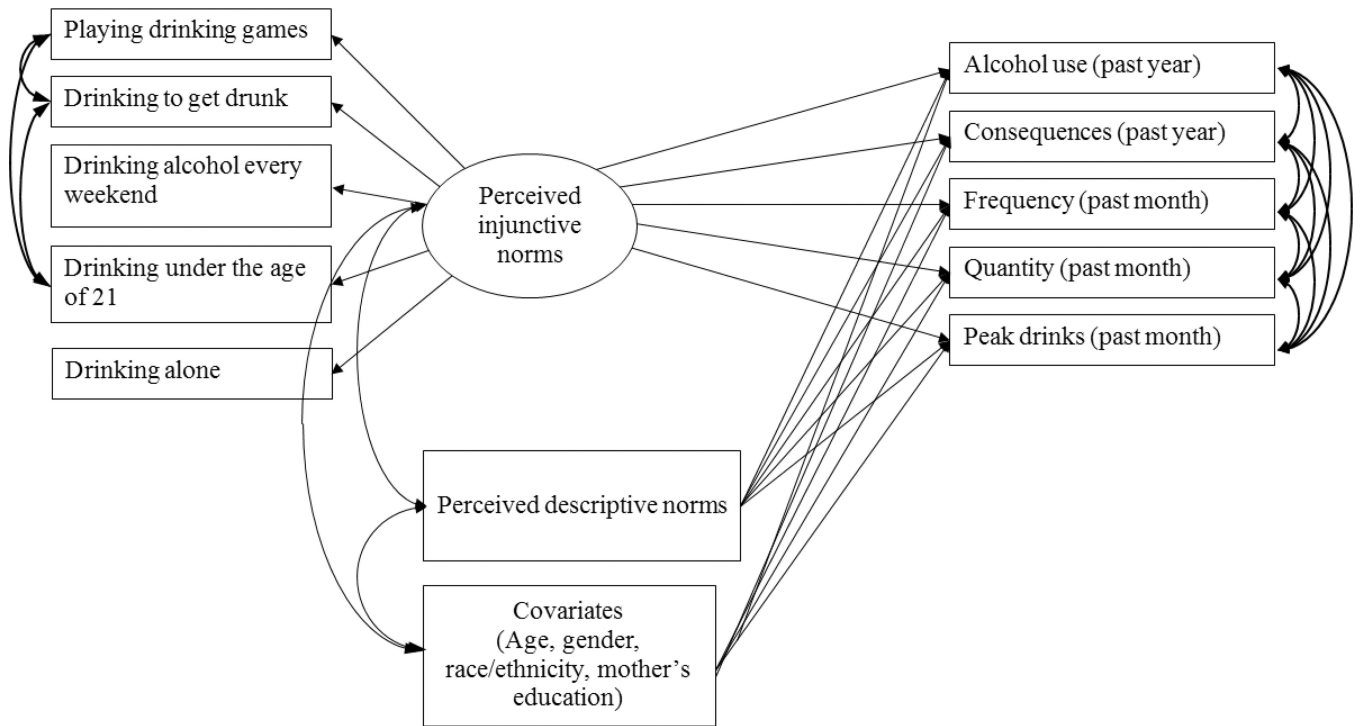 Playing drinking games
Drinking to get drunk
Drinking alcohol every
weekend
Drinking under the age
of 21
Drinking alone
Perceived
injunctive
norms
Perceived descriptive norms
Covariates
(Age, gender,
race/ethnicity, mother’s
education)
Alcohol use (past year)
Consequences (past year)
Frequency (past month)
Quantity (past month)
Peak drinks (past month)